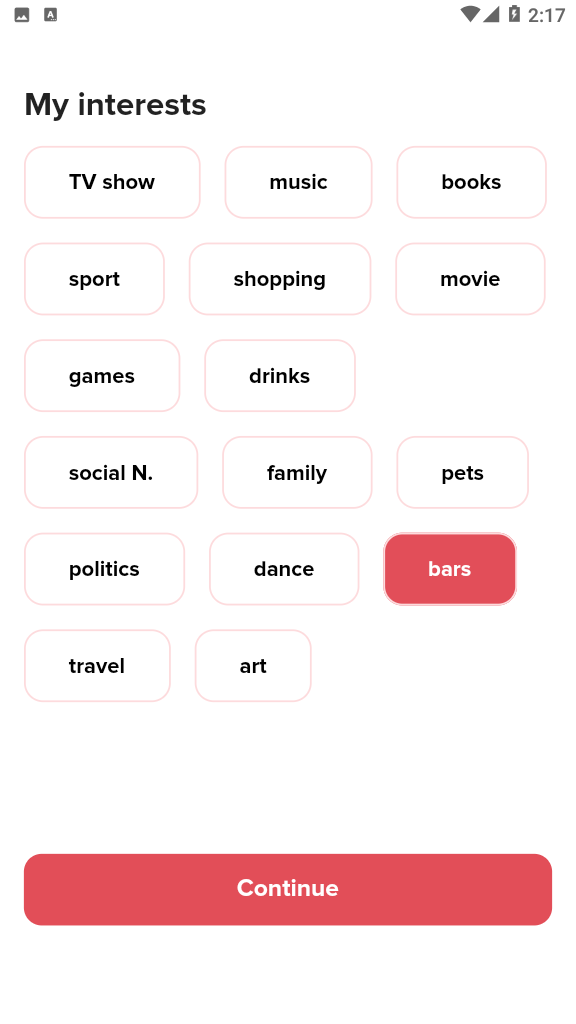 2:17
My interests
TV show music books
sport shopping movie
games drinks
social N. family pets
politics dance bars
travel art
Continue